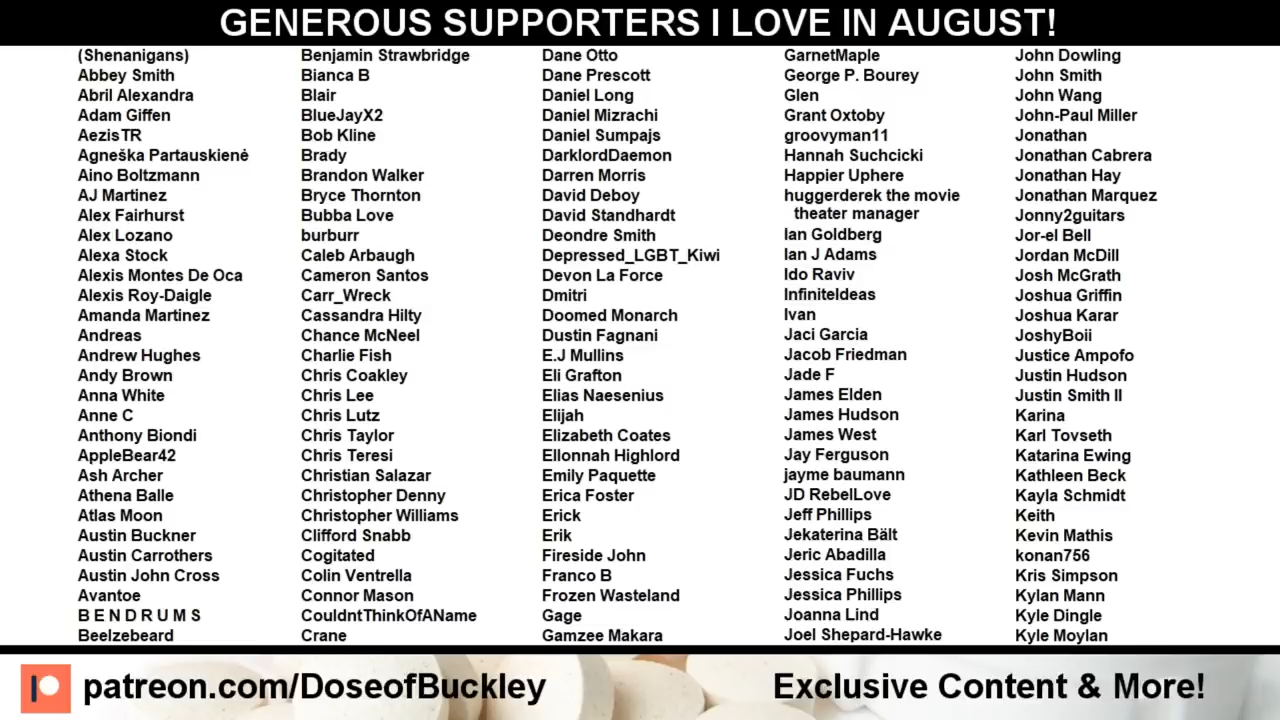 GENEROUS SUPPORTERS I LOVE IN AUGUST!
(Shenanigans)
Abbey Smith
Abril Alexandra
Adam Giffen
AezisTR
Agneška Partauskienė
Aino Boltzmann
AJ Martinez
Alex Fairhurst
Alex Lozano
Alexa Stock
Alexis Montes De Oca
Alexis Roy-Daigle
Amanda Martinez
Andreas
Andrew Hughes
Andy Brown
Anna White
Anne C
Anthony Biondi
AppleBear42
Ash Archer
Athena Balle
Atlas Moon
Austin Buckner
Austin Carrothers
Austin John Cross
Avantoe
B E N D R U M S
Beelzebeard
Benjamin Strawbridge
Bianca B
Blair
BlueJayX2
Bob Kline
Brady
Brandon Walker
Bryce Thornton
Bubba Love
burburr
Caleb Arbaugh
Cameron Santos
Carr_Wreck
Cassandra Hilty
Chance McNeel
Charlie Fish
Chris Coakley
Chris Lee
Chris Lutz
Chris Taylor
Chris Teresi
Christian Salazar
Christopher Denny
Christopher Williams
Clifford Snabb
Cogitated
Colin Ventrella
Connor Mason
CouldntThinkOfAName
Crane
Dane Otto
Dane Prescott
Daniel Long
Daniel Mizrachi
Daniel Sumpajs
DarklordDaemon
Darren Morris
David Deboy
David Standhardt
Deondre Smith
Depressed_LGBT_Kiwi
Devon La Force
Dmitri
Doomed Monarch
Dustin Fagnani
E.J Mullins
Eli Grafton
Elias Naesenius
Elijah
Elizabeth Coates
Ellonnah Highlord
Emily Paquette
Erica Foster
Erick
Erik
Fireside John
Franco B
Frozen Wasteland
Gage
Gamzee Makara
GarnetMaple
George P. Bourey
Glen
Grant Oxtoby
groovyman11
Hannah Suchcicki
Happier Uphere
huggerderek the movie
theater manager
Ian Goldberg
Ian J Adams
Ido Raviv
InfiniteIdeas
Ivan
Jaci Garcia
Jacob Friedman
Jade F
James Elden
James Hudson
James West
Jay Ferguson
jayme baumann
JD RebelLove
Jeff Phillips
Jekaterina Bält
Jeric Abadilla
Jessica Fuchs
Jessica Phillips
Joanna Lind
Joel Shepard-Hawke
John Dowling
John Smith
John Wang
John-Paul Miller
Jonathan
Jonathan Cabrera
Jonathan Hay
Jonathan Marquez
Jonny2guitars
Jor-el Bell
Jordan McDill
Josh McGrath
Joshua Griffin
Joshua Karar
JoshyBoii
Justice Ampofo
Justin Hudson
Justin Smith II
Karina
Karl Tovseth
Katarina Ewing
Kathleen Beck
Kayla Schmidt
Keith
Kevin Mathis
konan756
Kris Simpson
Kylan Mann
Kyle Dingle
Kyle Moylan
patreon.com/DoseofBuckley
Exclusive Content & More!